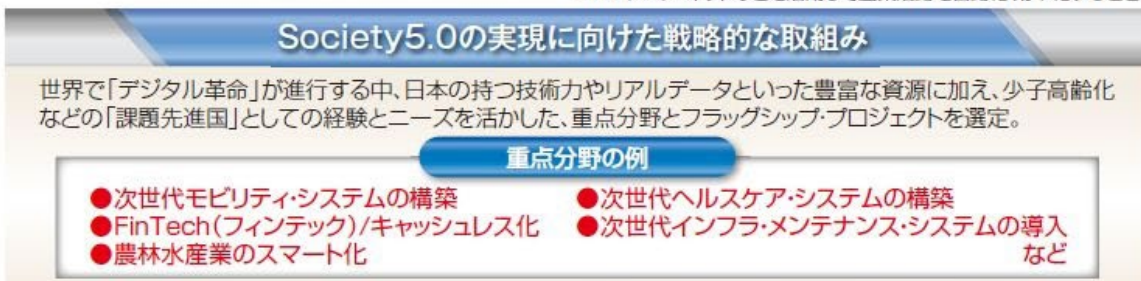 Society5.0の実現に向けた戦略的な取組み
世界で「デジタル革命」が進行する中、日本の持つ技術力やリアルデータといった豊富な資源に加え、少子高齢化
などの「課題先進国」としての経験とニーズを活かした、重点分野とフラッグシップ・プロジェクトを選定。
重点分野の例
●次世代モビリティ・システムの構築
●FinTech(フィンテック)/キャッシュレス化
●農林水産業のスマート化
●次世代ヘルスケア・システムの構築
●次世代インフラ・メンテナンス・システムの導入
など